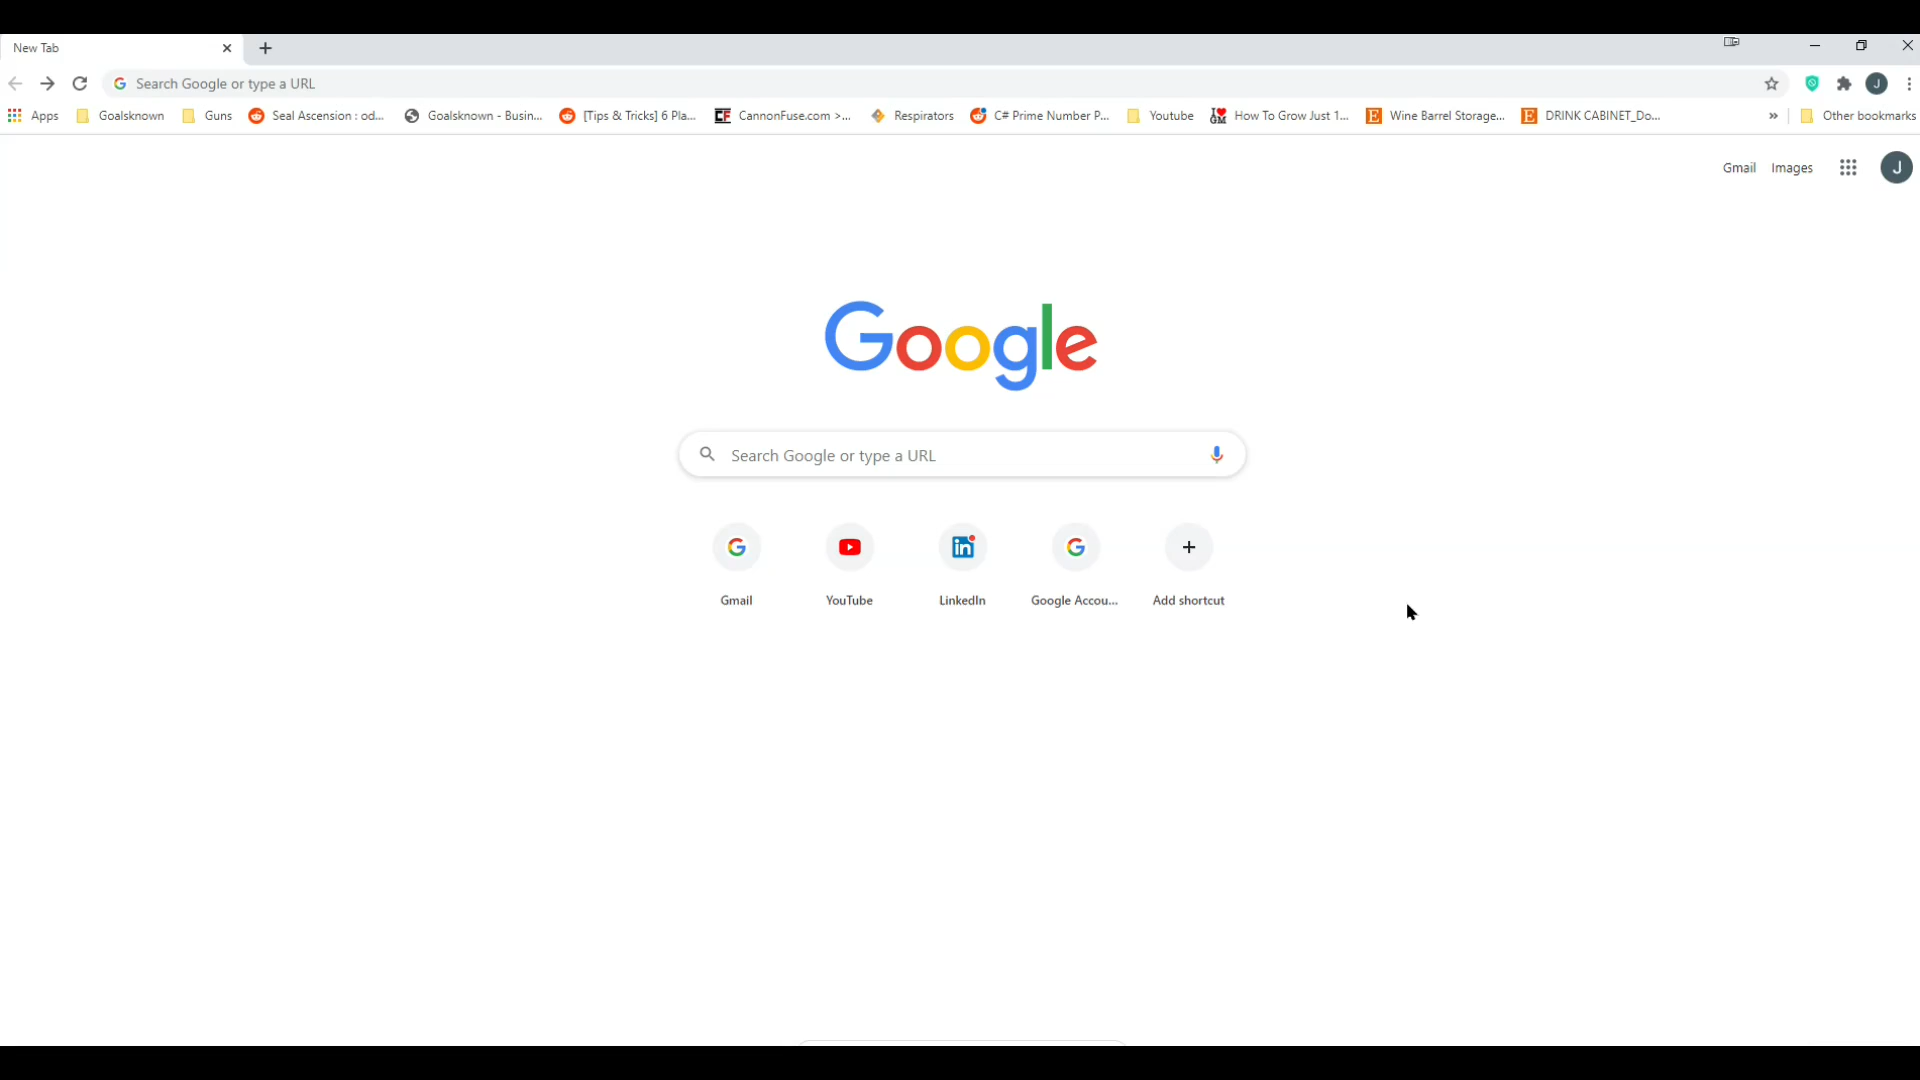 New Tab
Search Google or type a URL
Apps Goalsknown Guns Seal Ascension : od... Goalsknown - Busin... [Tips & Tricks] 6 Pla... CannonFuse.com >... Respirators C# Prime Number P... Youtube How To Grow Just 1... Wine Barrel Storage... DRINK CABINET_Do... » Other bookmarks
Gmail Images J
Google
Search Google or type a URL
Gmail YouTube LinkedIn Google Accou... Add shortcut